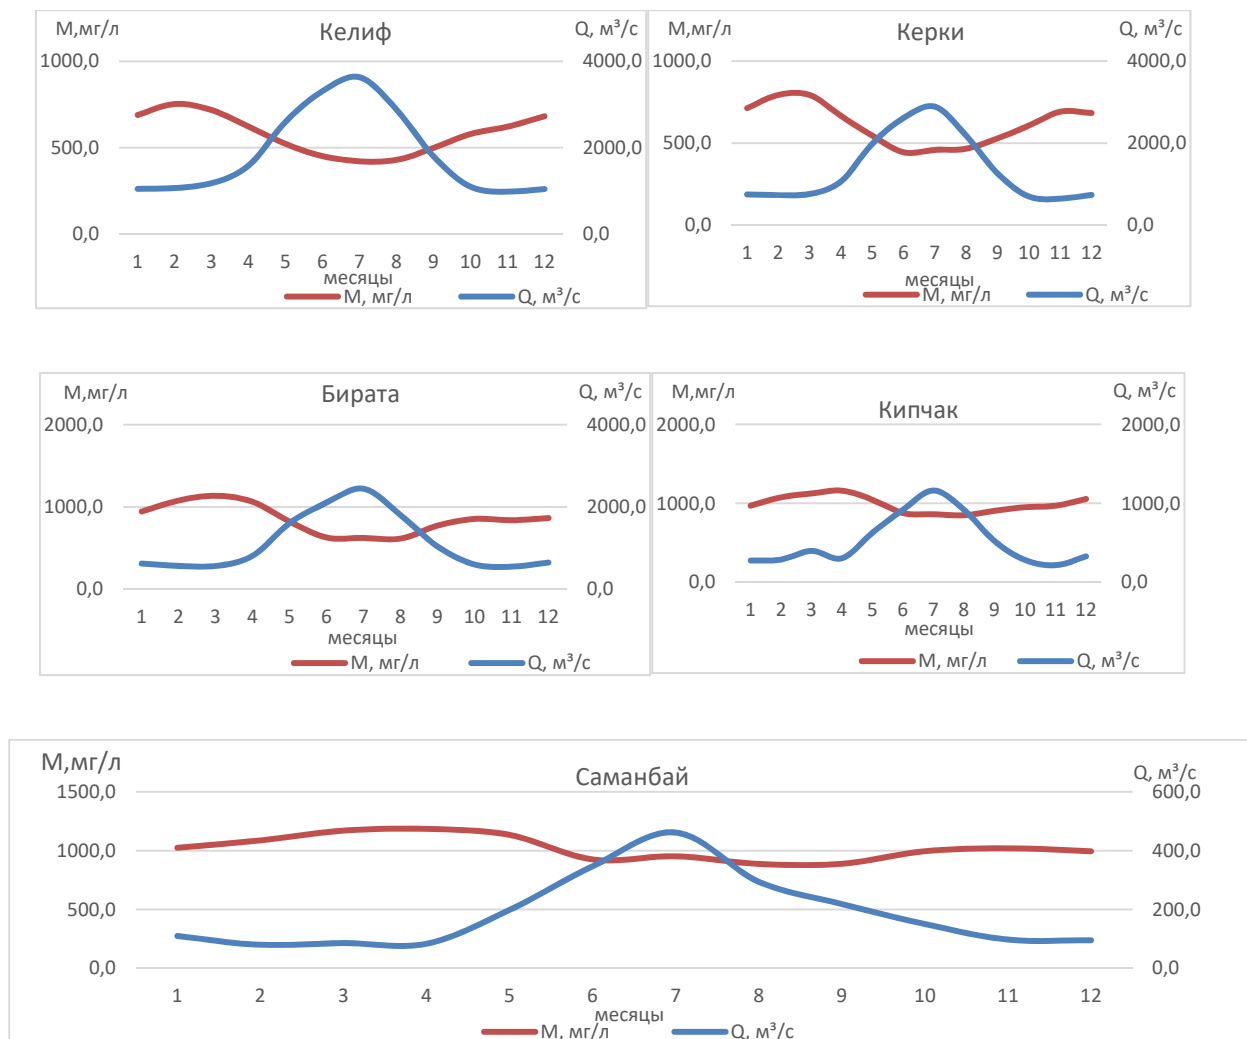 М,мг/л Келиф Q, м³/с
1000,0 4000,0
500,0 2000,0
0,0 0,0
1 2 3 4 5 6 7 8 9 10 11 12
месяцы
М, мг/л Q, м³/с
М,мг/л Керки Q, м³/с
1000,0 4000,0
500,0 2000,0
0,0 0,0
1 2 3 4 5 6 7 8 9 10 11 12
месяцы
М, мг/л Q, м³/с
М,мг/л Бирата Q, м³/с
2000,0 4000,0
1000,0 2000,0
0,0 0,0
1 2 3 4 5 6 7 8 9 10 11 12
месяцы
М, мг/л Q, м³/с
М,мг/л Кипчак Q, м³/с
2000,0 2000,0
1000,0 1000,0
0,0 0,0
1 2 3 4 5 6 7 8 9 10 11 12
месяцы
М, мг/л Q, м³/с
М,мг/л Саманбай Q, м³/с
1500,0 600,0
1000,0 400,0
500,0 200,0
0,0 0,0
1 2 3 4 5 6 7 8 9 10 11 12
месяцы
М, мг/л Q, м³/с